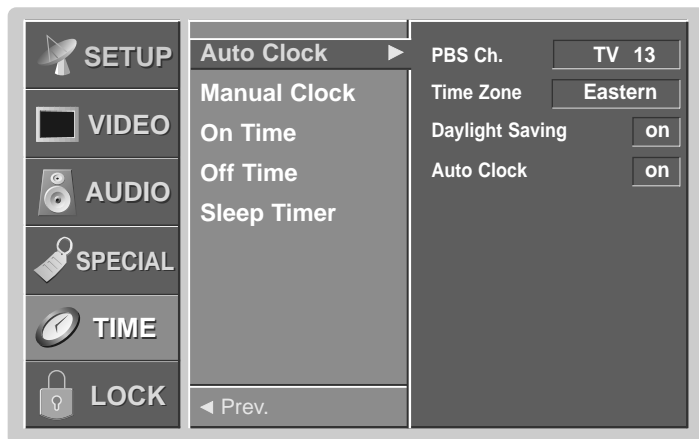 SETUP
VIDEO
AUDIO
SPECIAL
TIME
LOCK
Auto Clock ►
Manual Clock
On Time
Off Time
Sleep Timer
◄ Prev.
PBS Ch. TV 13
Time Zone Eastern
Daylight Saving on
Auto Clock on